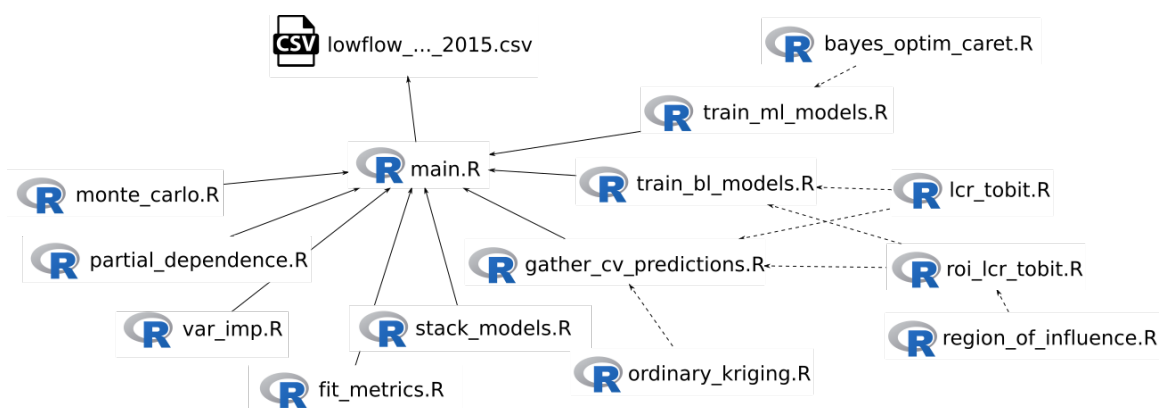 CSV
lowflow_..._2015.csv
R bayes_optim_caret.R
R train_ml_models.R
R main.R
R monte_carlo.R
R train_bl_models.R
R lcr_tobit.R
R partial_dependence.R
R gather_cv_predictions.R
R roi_lcr_tobit.R
R var_imp.R
R stack_models.R
R region_of_influence.R
R fit_metrics.R
R ordinary_kriging.R